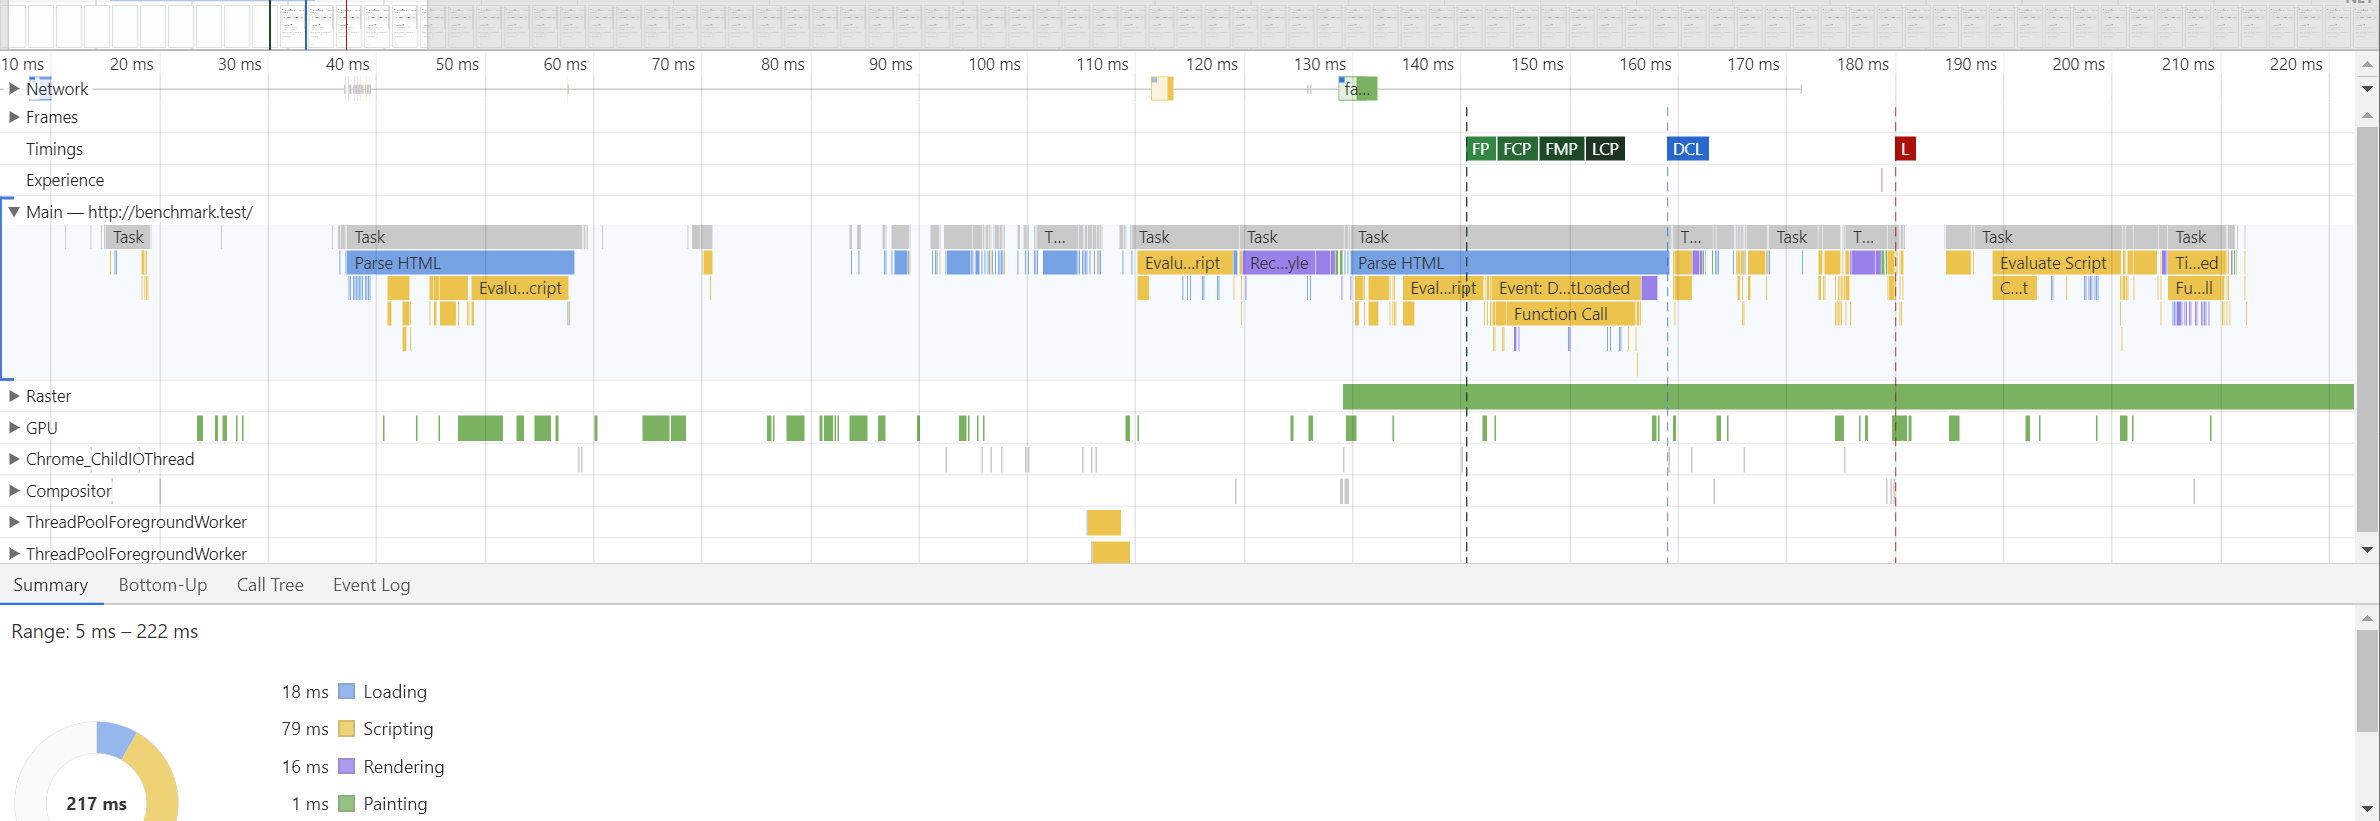 10 ms 20 ms 30 ms 40 ms 50 ms 60 ms 70 ms 80 ms 90 ms 100 ms 110 ms 120 ms 130 ms 140 ms 150 ms 160 ms 170 ms 180 ms 190 ms 200 ms 210 ms 220 ms
Network fa...
Frames
Timings FP FCP FMP LCP DCL L
Experience
Main — http://benchmark.test/
Task Task T... Task Task Task T... Task T... Task Task
Parse HTML Evalu...ript Rec...yle Parse HTML Evaluate Script Ti...ed
Evalu...cript Eval...ript Event: D...tLoaded C...t Fu...ll
Function Call
Raster
GPU
Chrome_ChildIOThread
Compositor
ThreadPoolForegroundWorker
ThreadPoolForegroundWorker
Summary Bottom-Up Call Tree Event Log
Range: 5 ms – 222 ms
18 ms Loading
79 ms Scripting
16 ms Rendering
217 ms
1 ms Painting